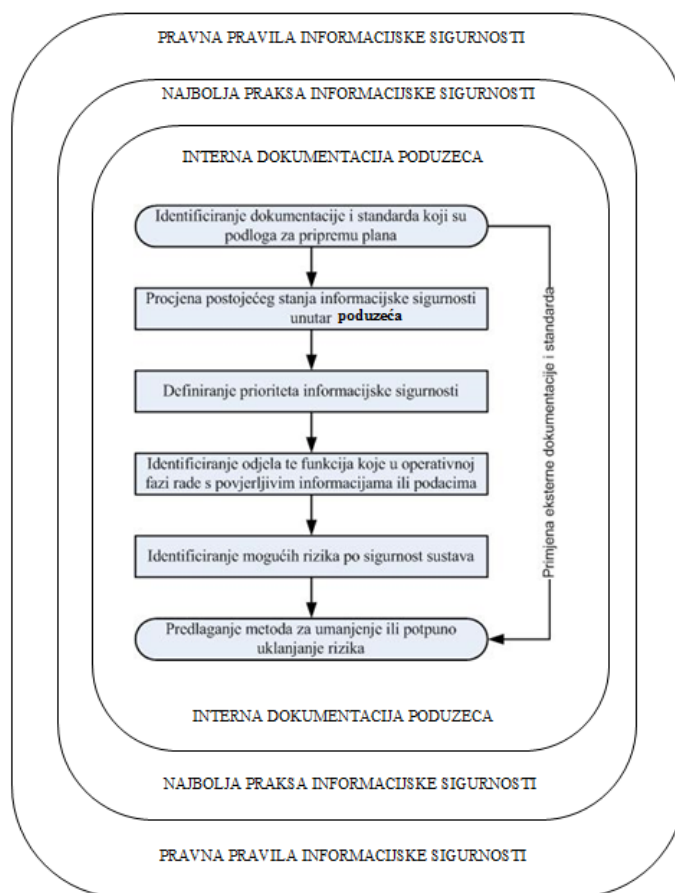 PRAVNA PRAVILA INFORMACIJSKE SIGURNOSTI
NAJBOLJA PRAKSA INFORMACIJSKE SIGURNOSTI
INTERNA DOKUMENTACIJA PODUZECA
Identificiranje dokumentacije i standarda koji su
podloga za pripremu plana
Procjena postojećeg stanja informacijske sigurnosti
unutar poduzeća
Definiranje prioriteta informacijske sigurnosti
Identificiranje odjela te funkcija koje u operativnoj
fazi rade s povjerljivim informacijama ili podacima
Identificiranje mogućih rizika po sigurnost sustava
Predlaganje metoda za umanjenje ili potpuno
uklanjanje rizika
Primjena eksterne dokumentacije i standarda
INTERNA DOKUMENTACIJA PODUZECA
NAJBOLJA PRAKSA INFORMACIJSKE SIGURNOSTI
PRAVNA PRAVILA INFORMACIJSKE SIGURNOSTI